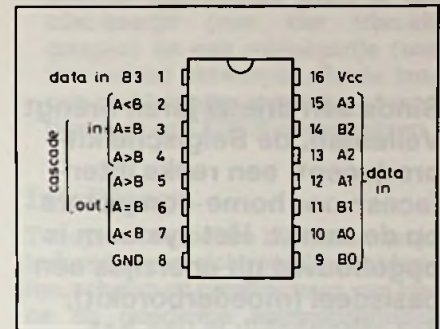 data in B3 1
16 Vcc
A<B 2
15 A3
in A=B 3
14 B2
A>B 4
13 A2
cascade
A>B 5
12 A1
data in
out A=B 6
11 B1
A<B 7
10 A0
GND 8
9 B0